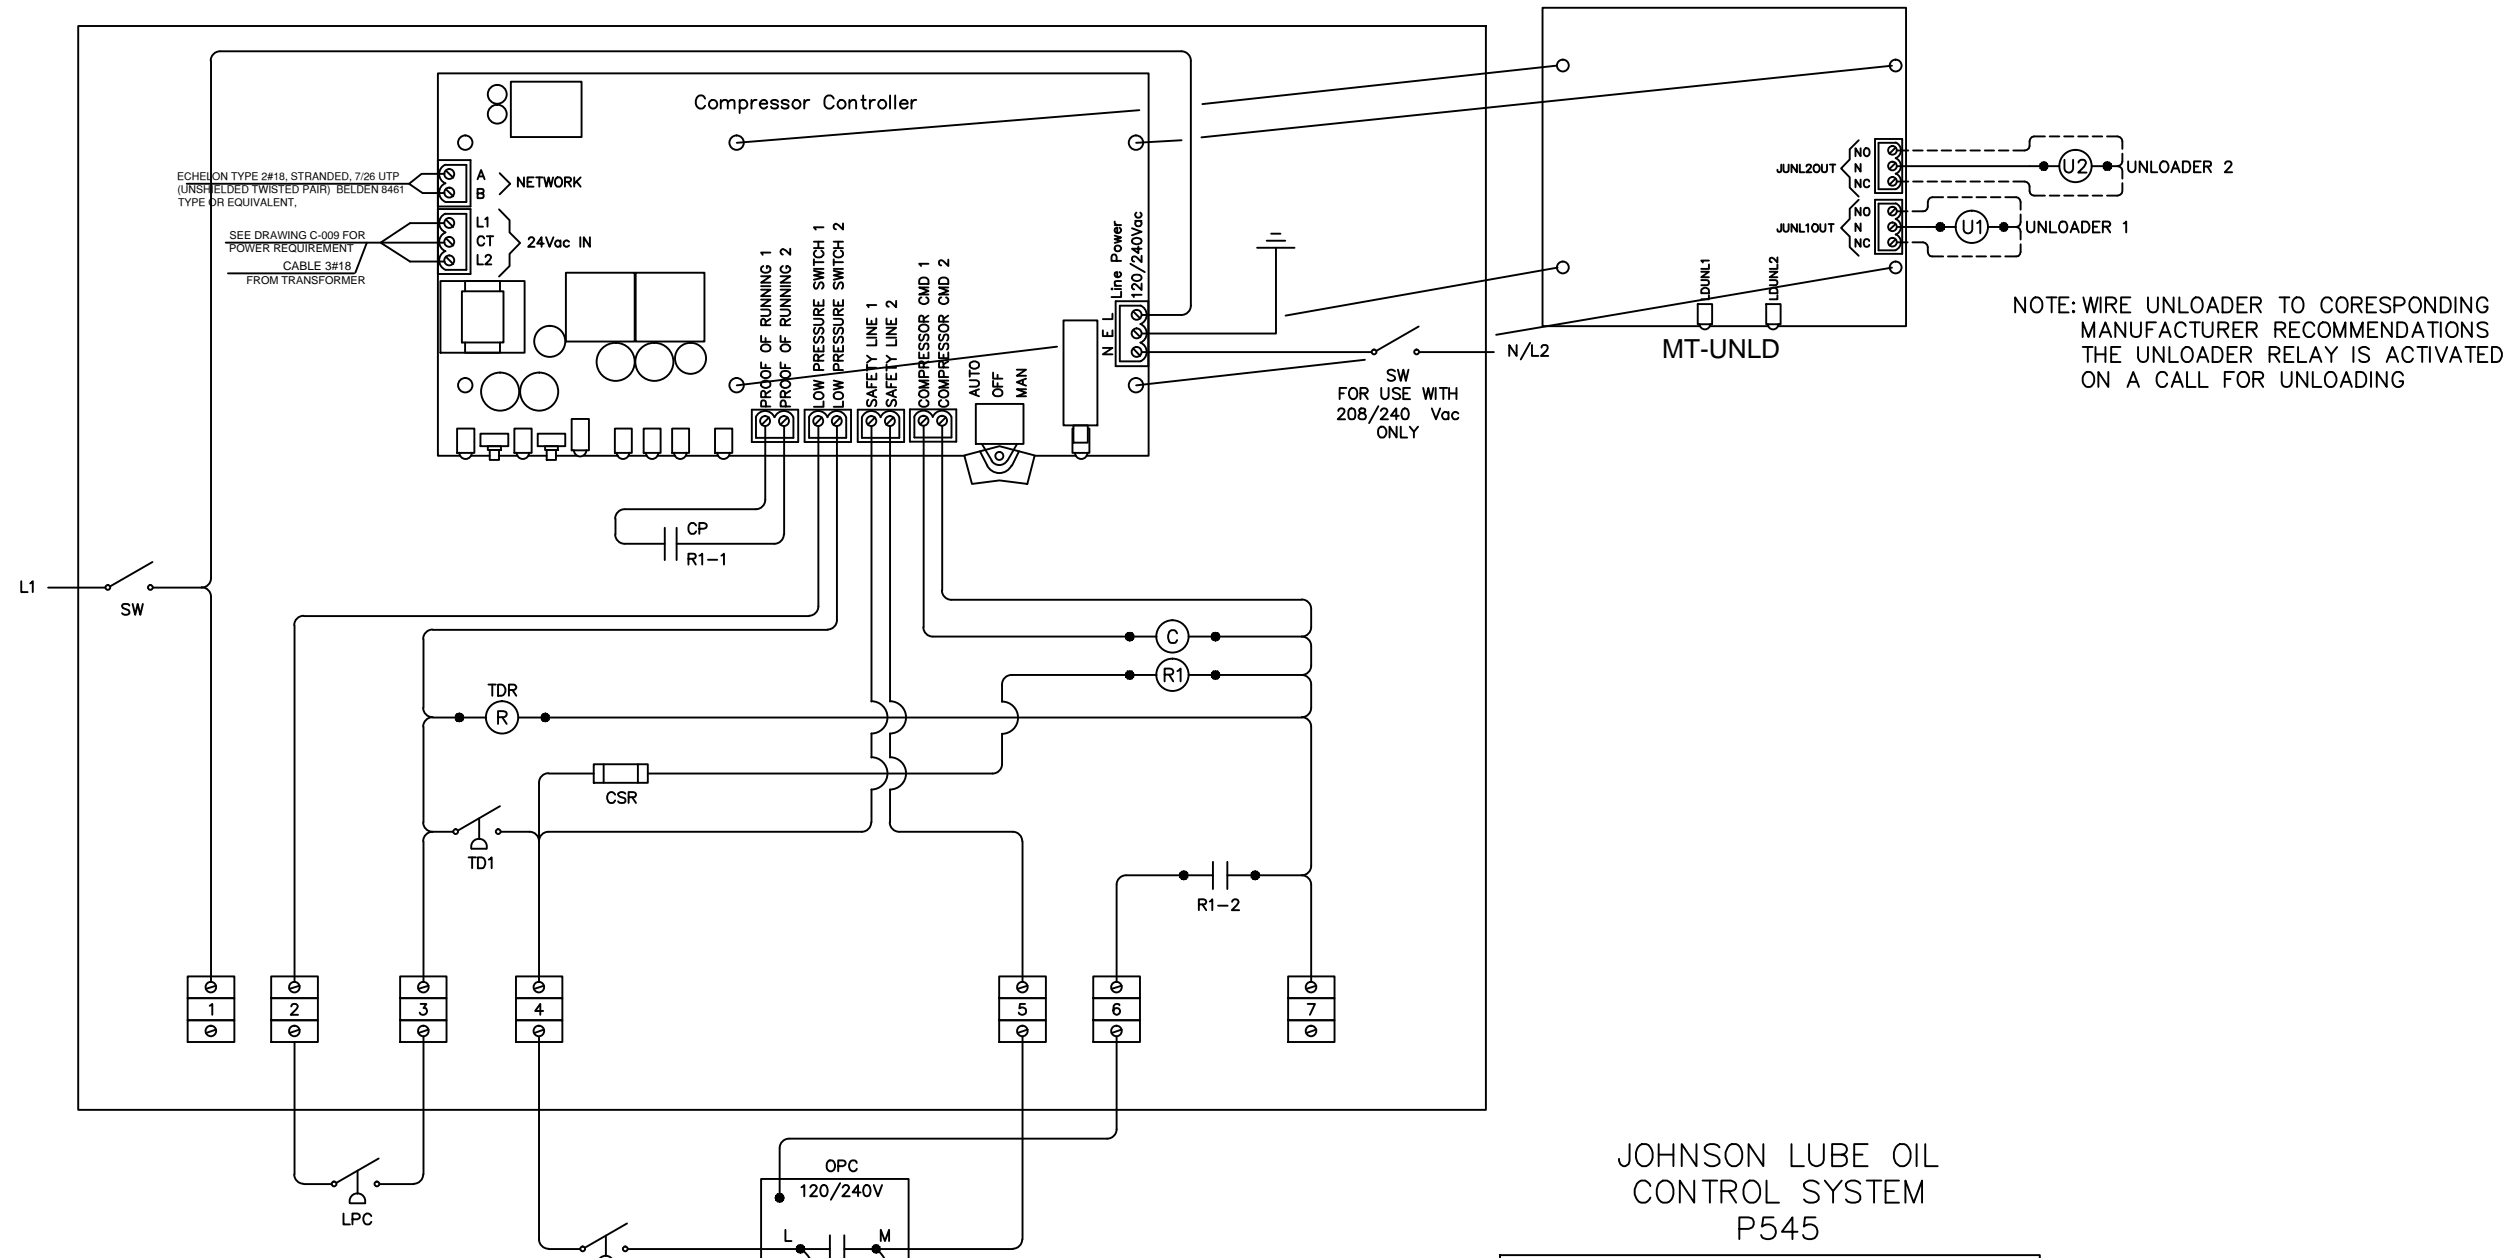 Compressor Controller
ECHELON TYPE 2#18, STRANDED, 7/26 UTP
(UNSHIELDED TWISTED PAIR) BELDEN 8461
TYPE OR EQUIVALENT,
A
B
NETWORK
SEE DRAWING C-009 FOR
POWER REQUIREMENT
CABLE 3#18
FROM TRANSFORMER
L1
CT
L2
24Vac IN
PROOF OF RUNNING 1
PROOF OF RUNNING 2
LOW PRESSURE SWITCH 1
LOW PRESSURE SWITCH 2
SAFETY LINE 1
SAFETY LINE 2
COMPRESSOR CMD 1
COMPRESSOR CMD 2
AUTO
OFF
MAN
Line Power
120/240Vac
N E L
N/L2
SW
FOR USE WITH
208/240 Vac
ONLY
JUNL2OUT
NO
N
NC
U2
UNLOADER 2
JUNL1OUT
NO
N
NC
U1
UNLOADER 1
LDUNL1
LDUNL2
MT-UNLD
NOTE: WIRE UNLOADER TO CORESPONDING
MANUFACTURER RECOMMENDATIONS
THE UNLOADER RELAY IS ACTIVATED
ON A CALL FOR UNLOADING
CP
R1-1
L1
SW
C
R1
TDR
R
CSR
TD1
R1-2
1
2
3
4
5
6
7
LPC
OPC
120/240V
L
M
JOHNSON LUBE OIL
CONTROL SYSTEM
P545